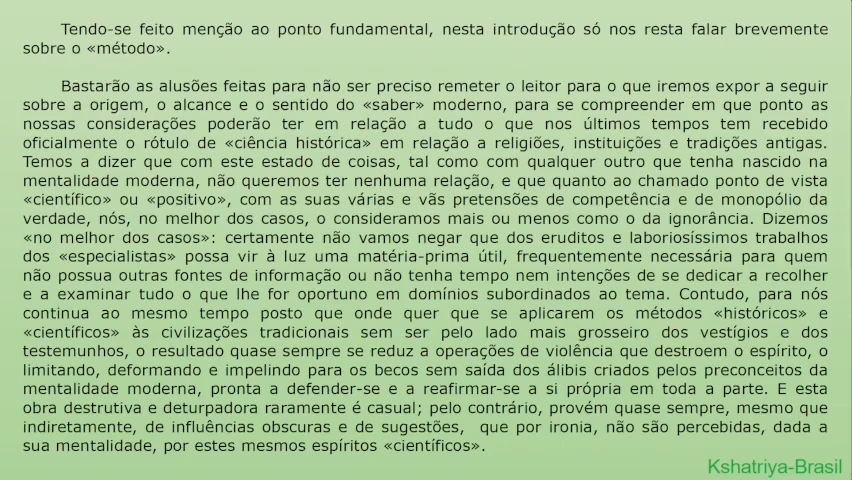 Tendo-se feito menção ao ponto fundamental, nesta introdução só nos resta falar brevemente
sobre o «método».
Bastarão as alusões feitas para não ser preciso remeter o leitor para o que iremos expor a seguir
sobre a origem, o alcance e o sentido do «saber» moderno, para se compreender em que ponto as
nossas considerações poderão ter em relação a tudo o que nos últimos tempos tem recebido
oficialmente o rótulo de «ciência histórica» em relação a religiões, instituições e tradições antigas.
Temos a dizer que com este estado de coisas, tal como com qualquer outro que tenha nascido na
mentalidade moderna, não queremos ter nenhuma relação, e que quanto ao chamado ponto de vista
«científico» ou «positivo», com as suas várias e vãs pretensões de competência e de monopólio da
verdade, nós, no melhor dos casos, o consideramos mais ou menos como o da ignorância. Dizemos
«no melhor dos casos»: certamente não vamos negar que dos eruditos e laboriosíssimos trabalhos
dos «especialistas» possa vir à luz uma matéria-prima útil, frequentemente necessária para quem
não possua outras fontes de informação ou não tenha tempo nem intenções de se dedicar a recolher
e a examinar tudo o que lhe for oportuno em domínios subordinados ao tema. Contudo, para nós
continua ao mesmo tempo posto que onde quer que se aplicarem os métodos «históricos» e
«científicos» às civilizações tradicionais sem ser pelo lado mais grosseiro dos vestígios e dos
testemunhos, o resultado quase sempre se reduz a operações de violência que destroem o espírito, o
limitando, deformando e impelindo para os becos sem saída dos álibis criados pelos preconceitos da
mentalidade moderna, pronta a defender-se e a reafirmar-se a si própria em toda a parte. E esta
obra destrutiva e deturpadora raramente é casual; pelo contrário, provém quase sempre, mesmo que
indiretamente, de influências obscuras e de sugestões, que por ironia, não são percebidas, dada a
sua mentalidade, por estes mesmos espíritos «científicos».
Kshatriya-Brasil